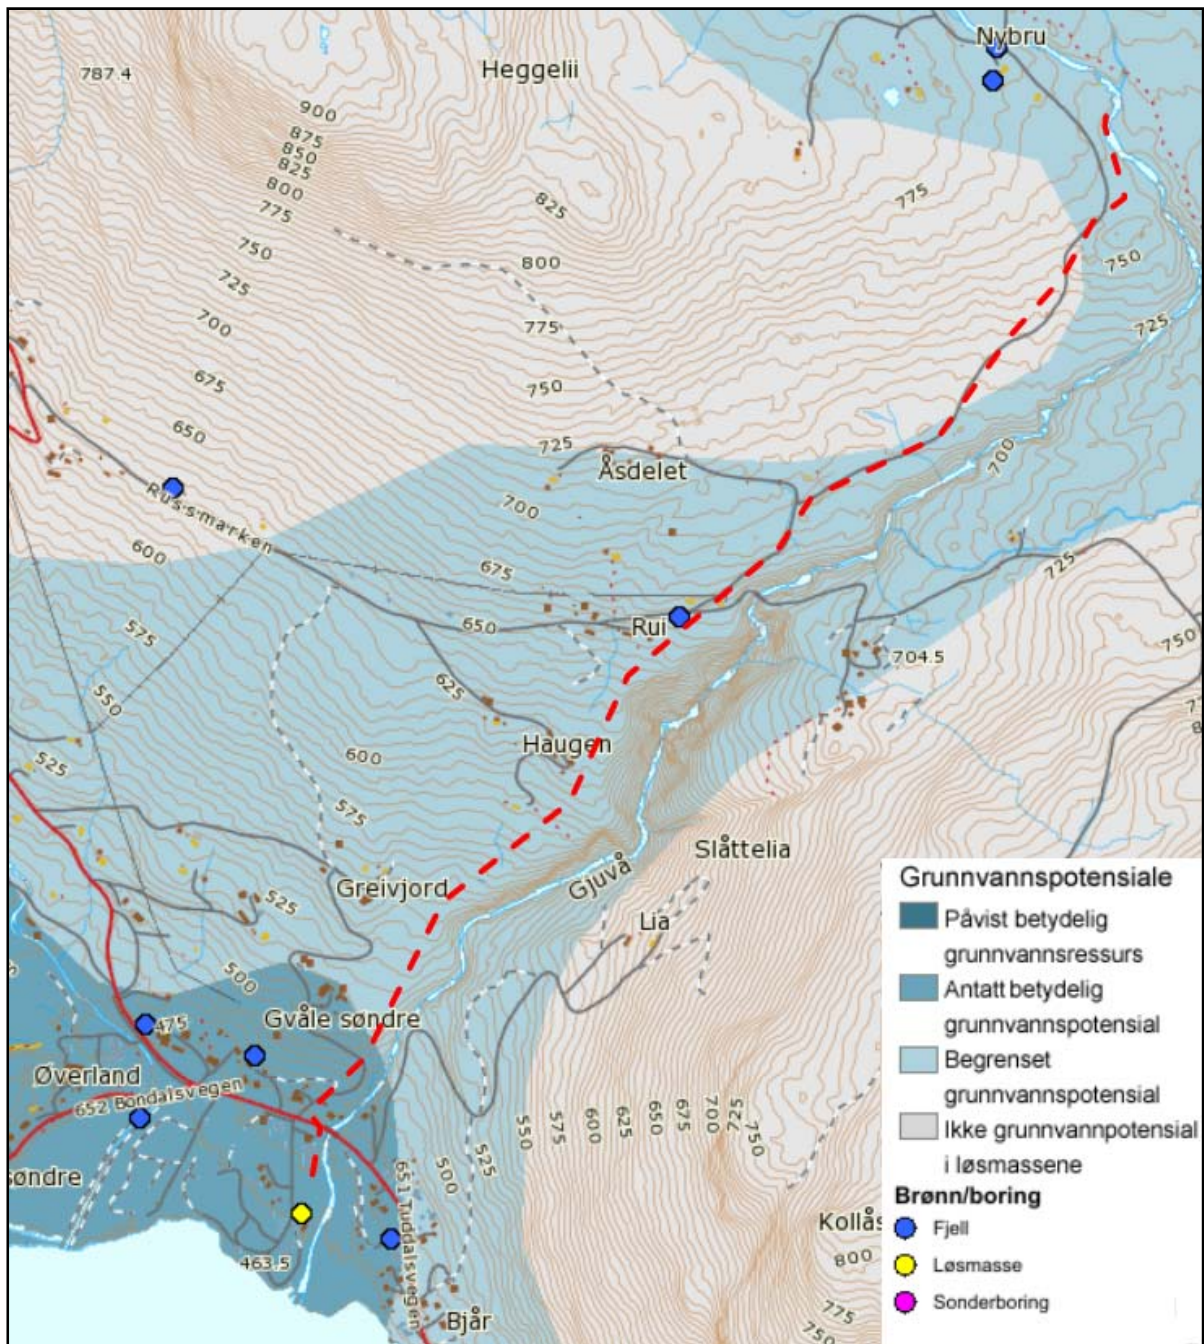 Nybru
Heggelii
787.4
900
875
850
825
800
775
750
725
700
675
650
825
800
775
750
775
750
725
725
Åsdelet
700
700
Russmarken
600
675
725
650
Rui
704.5
750
575
625
550
Haugen
600
525
575
Slåttelia
Gjuvå
Greivjord
Lia
525
500
Gvåle søndre
475
Øverland
652 Bondalsvegen
550
575
600
625
650
675
700
725
750
525
500
søndre
651 Tuddalsvegen
463.5
Bjår
Kollås
800
775
750
Grunnvannspotensiale
Påvist betydelig
grunnvannsressurs
Antatt betydelig
grunnvannspotensial
Begrenset
grunnvannspotensial
Ikke grunnvannpotensial
i løsmassene
Brønn/boring
Fjell
Løsmasse
Sonderboring